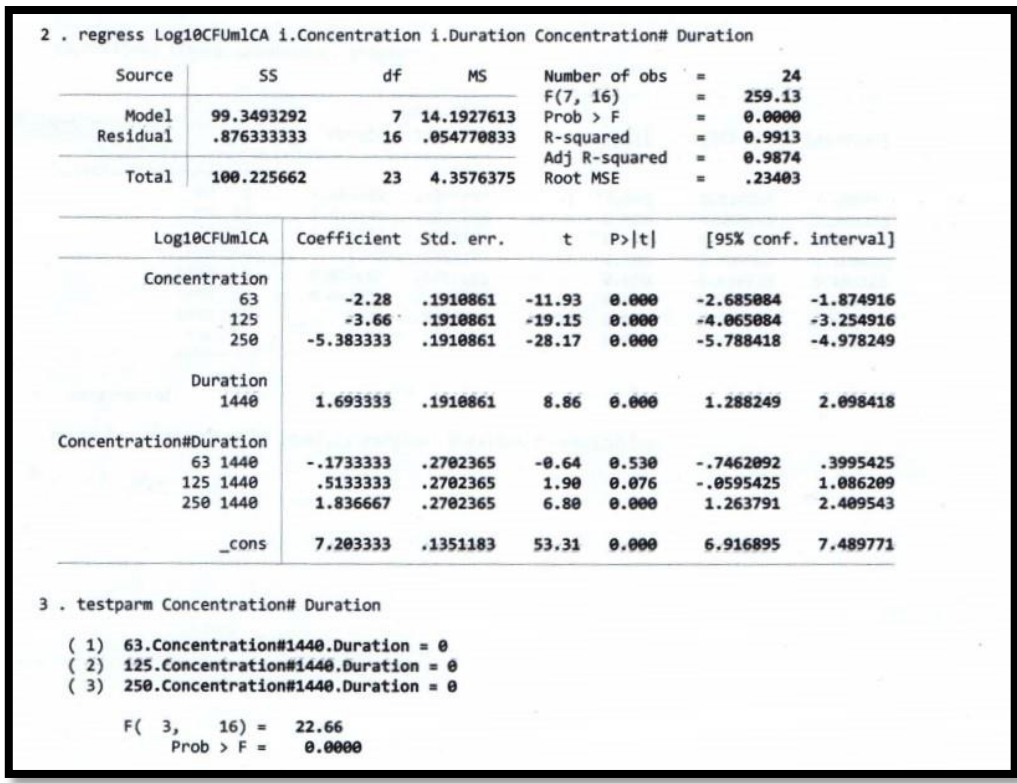 2 . regress Log10CFUmlCA i.Concentration i.Duration Concentration# Duration
Source SS df MS Number of obs = 24
F(7, 16) = 259.13
Model 99.3493292 7 14.1927613 Prob > F = 0.0000
Residual .876333333 16 .054770833 R-squared = 0.9913
Adj R-squared = 0.9874
Total 100.225662 23 4.3576375 Root MSE = .23403
Log10CFUmlCA Coefficient Std. err. t P>|t| [95% conf. interval]
Concentration
63 -2.28 .1910861 -11.93 0.000 -2.685084 -1.874916
125 -3.66 .1910861 -19.15 0.000 -4.065084 -3.254916
250 -5.383333 .1910861 -28.17 0.000 -5.788418 -4.978249
Duration
1440 1.693333 .1910861 8.86 0.000 1.288249 2.098418
Concentration#Duration
63 1440 -.1733333 .2702365 -0.64 0.530 -.7462092 .3995425
125 1440 .5133333 .2702365 1.90 0.076 -.0595425 1.086209
250 1440 1.836667 .2702365 6.80 0.000 1.263791 2.409543
_cons 7.203333 .1351183 53.31 0.000 6.916895 7.489771
3 . testparm Concentration# Duration
( 1) 63.Concentration#1440.Duration = 0
( 2) 125.Concentration#1440.Duration = 0
( 3) 250.Concentration#1440.Duration = 0
F( 3, 16) = 22.66
Prob > F = 0.0000